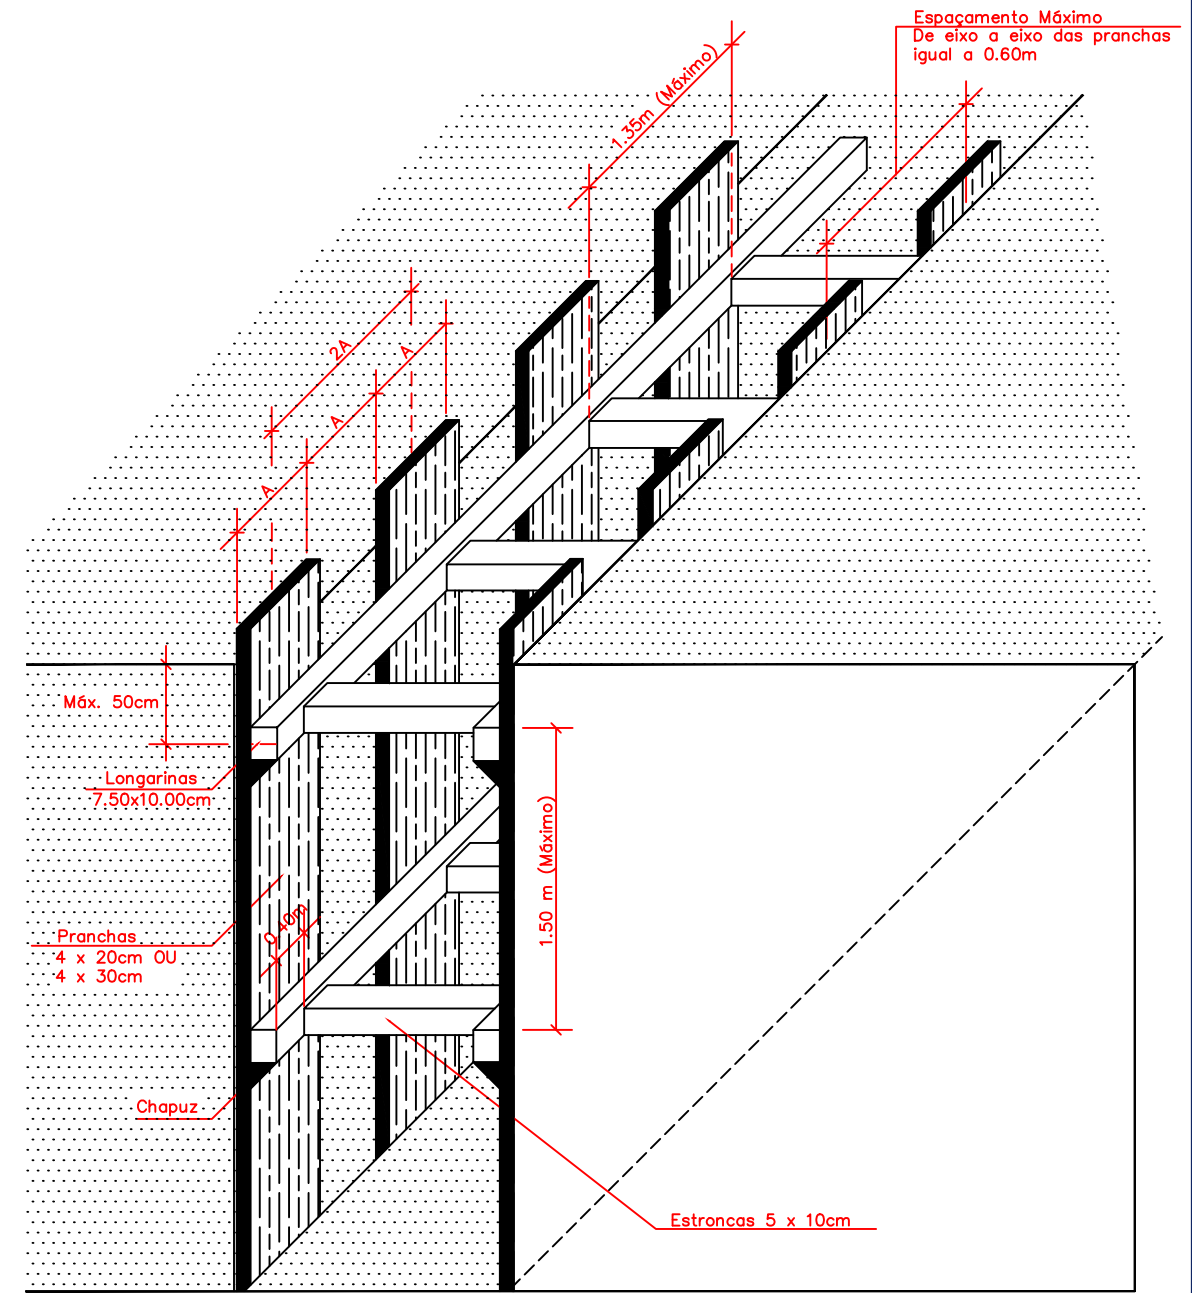 Espaçamento Máximo
De eixo a eixo das pranchas
igual a 0.60m
1.35m (Máximo)
2A
A
A
A
Máx. 50cm
Longarinas
7.50x10.00cm
1.50 m (Máximo)
0,40m
Pranchas
4 x 20cm OU
4 x 30cm
Chapuz
Estroncas 5 x 10cm